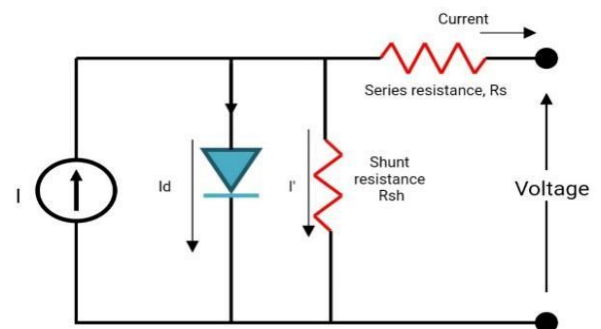 Current
Series resistance, Rs
I
Id
I'
Shunt
resistance
Rsh
Voltage